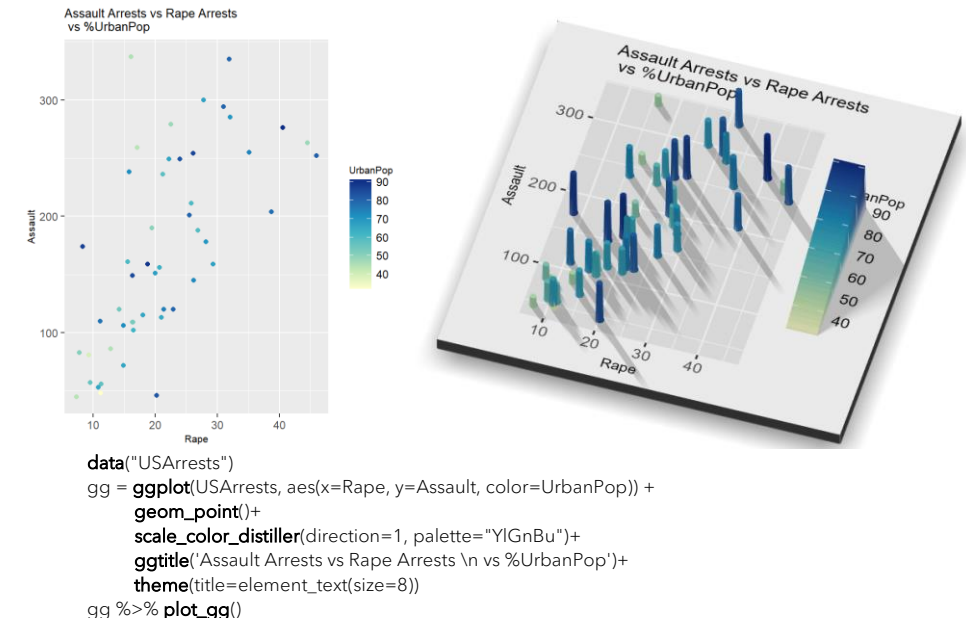 Assault Arrests vs Rape Arrests
vs %UrbanPop
300
200
100
Assault
10 20 30 40
Rape
UrbanPop
90
80
70
60
50
40
Assault Arrests vs Rape Arrests
vs %UrbanPop
300
200
100
Assault
10
20
30
40
Rape
anPop
90
80
70
60
50
40
data("USArrests")
gg = ggplot(USArrests, aes(x=Rape, y=Assault, color=UrbanPop)) +
geom_point()+
scale_color_distiller(direction=1, palette="YlGnBu")+
ggtitle('Assault Arrests vs Rape Arrests \n vs %UrbanPop')+
theme(title=element_text(size=8))
gg %>% plot_gg()